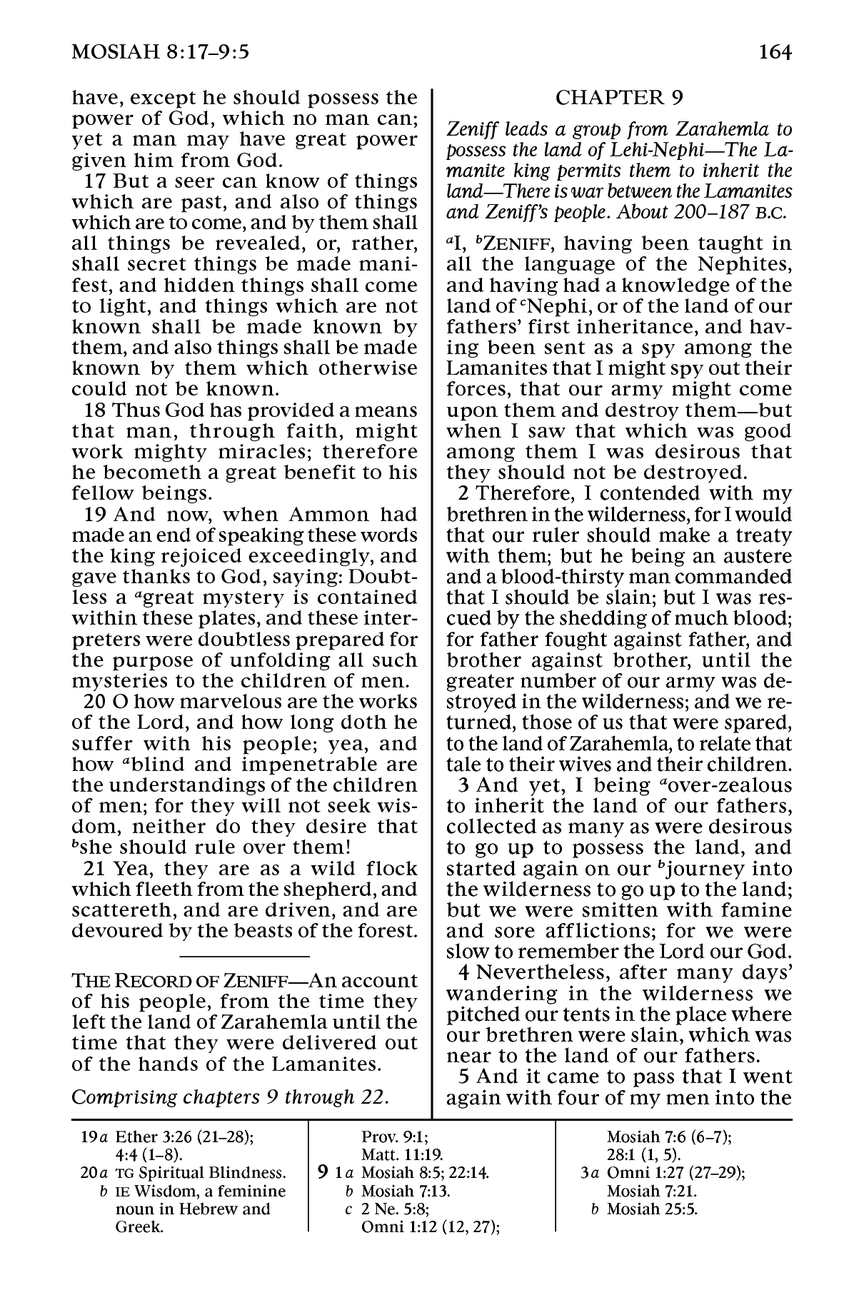 MOSIAH 8:17–9:5
164
have, except he should possess the
power of God, which no man can;
yet a man may have great power
given him from God.
17 But a seer can know of things
which are past, and also of things
which are to come, and by them shall
all things be revealed, or, rather,
shall secret things be made mani-
fest, and hidden things shall come
to light, and things which are not
known shall be made known by
them, and also things shall be made
known by them which otherwise
could not be known.
18 Thus God has provided a means
that man, through faith, might
work mighty miracles; therefore
he becometh a great benefit to his
fellow beings.
19 And now, when Ammon had
made an end of speaking these words
the king rejoiced exceedingly, and
gave thanks to God, saying: Doubt-
less a agreat mystery is contained
within these plates, and these inter-
preters were doubtless prepared for
the purpose of unfolding all such
mysteries to the children of men.
20 O how marvelous are the works
of the Lord, and how long doth he
suffer with his people; yea, and
how ablind and impenetrable are
the understandings of the children
of men; for they will not seek wis-
dom, neither do they desire that
bshe should rule over them!
21 Yea, they are as a wild flock
which fleeth from the shepherd, and
scattereth, and are driven, and are
devoured by the beasts of the forest.
THE RECORD OF ZENIFF—An account
of his people, from the time they
left the land of Zarahemla until the
time that they were delivered out
of the hands of the Lamanites.
Comprising chapters 9 through 22.
CHAPTER 9
Zeniff leads a group from Zarahemla to
possess the land of Lehi-Nephi—The La-
manite king permits them to inherit the
land—There is war between the Lamanites
and Zeniff’s people. About 200–187 B.C.
aI, bZENIFF, having been taught in
all the language of the Nephites,
and having had a knowledge of the
land of cNephi, or of the land of our
fathers’ first inheritance, and hav-
ing been sent as a spy among the
Lamanites that I might spy out their
forces, that our army might come
upon them and destroy them—but
when I saw that which was good
among them I was desirous that
they should not be destroyed.
2 Therefore, I contended with my
brethren in the wilderness, for I would
that our ruler should make a treaty
with them; but he being an austere
and a blood-thirsty man commanded
that I should be slain; but I was res-
cued by the shedding of much blood;
for father fought against father, and
brother against brother, until the
greater number of our army was de-
stroyed in the wilderness; and we re-
turned, those of us that were spared,
to the land of Zarahemla, to relate that
tale to their wives and their children.
3 And yet, I being aover-zealous
to inherit the land of our fathers,
collected as many as were desirous
to go up to possess the land, and
started again on our bjourney into
the wilderness to go up to the land;
but we were smitten with famine
and sore afflictions; for we were
slow to remember the Lord our God.
4 Nevertheless, after many days’
wandering in the wilderness we
pitched our tents in the place where
our brethren were slain, which was
near to the land of our fathers.
5 And it came to pass that I went
again with four of my men into the
19a Ether 3:26 (21–28);
4:4 (1–8).
20a TG Spiritual Blindness.
b IE Wisdom, a feminine
noun in Hebrew and
Greek.
Prov. 9:1;
Matt. 11:19.
9 1a Mosiah 8:5; 22:14.
b Mosiah 7:13.
c 2 Ne. 5:8;
Omni 1:12 (12, 27);
Mosiah 7:6 (6–7);
28:1 (1, 5).
3a Omni 1:27 (27–29);
Mosiah 7:21.
b Mosiah 25:5.